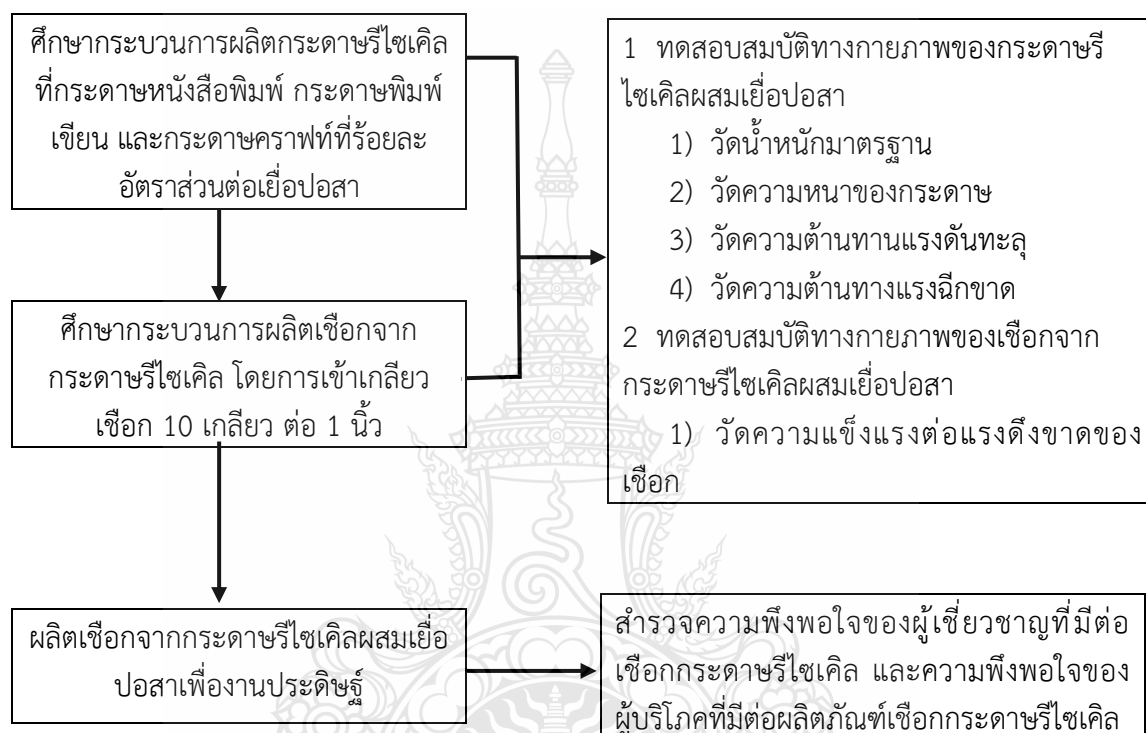 ศึกษากระบวนการผลิตกระดาษรีไซเคิล
ที่กระดาษหนังสือพิมพ์ กระดาษพิมพ์
เขียน และกระดาษคราฟท์ที่ร้อยละ
อัตราส่วนต่อเยื่อปอสา
ศึกษากระบวนการผลิตเชือกจาก
กระดาษรีไซเคิล โดยการเข้าเกลียว
เชือก 10 เกลียว ต่อ 1 นิ้ว
ผลิตเชือกจากกระดาษรีไซเคิลผสมเยื่อ
ปอสาเพื่องานประดิษฐ์
1 ทดสอบสมบัติทางกายภาพของกระดาษรี
ไซเคิลผสมเยื่อปอสา
1) วัดน้ำหนักมาตรฐาน
2) วัดความหนาของกระดาษ
3) วัดความต้านทานแรงดันทะลุ
4) วัดความต้านทางแรงฉีกขาด
2 ทดสอบสมบัติทางกายภาพของเชือกจาก
กระดาษรีไซเคิลผสมเยื่อปอสา
1) วัดความแข็งแรงต่อแรงดึงขาดของ
เชือก
สำรวจความพึงพอใจของผู้เชี่ยวชาญที่มีต่อ
เชือกกระดาษรีไซเคิล และความพึงพอใจของ
ผู้บริโภคที่มีต่อผลิตภัณฑ์เชือกกระดาษรีไซเคิล